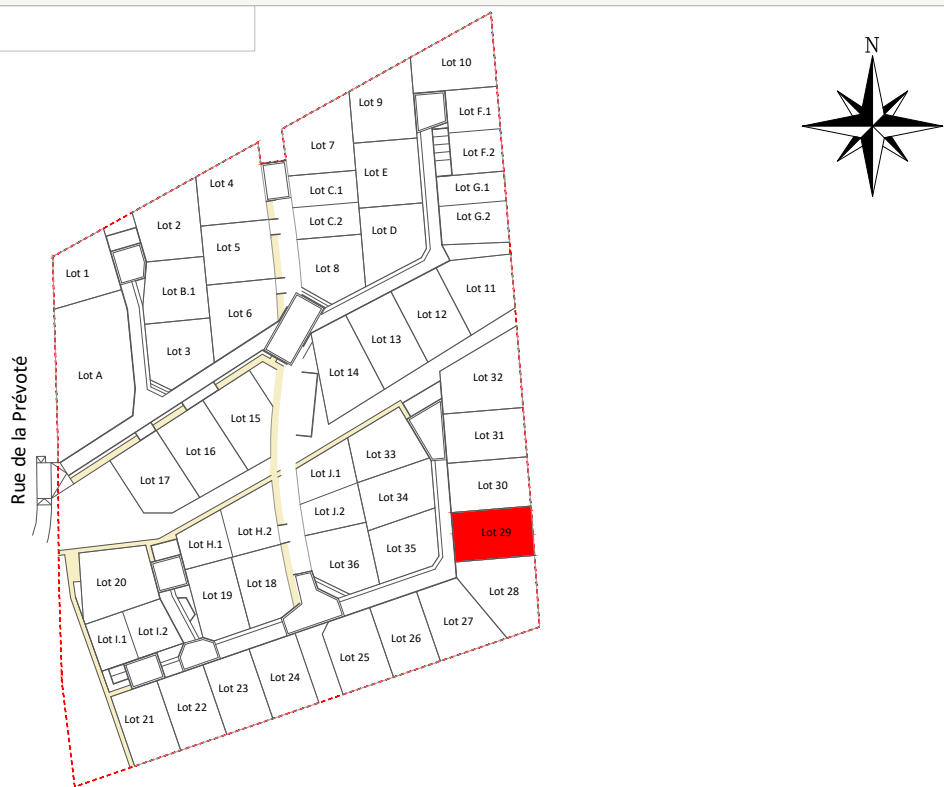 N
Lot 10
Lot 9
Lot F.1
Lot 7
Lot F.2
Lot E
Lot 4
Lot C.1
Lot G.1
Lot G.2
Lot 2
Lot C.2
Lot D
Lot 5
Lot 1
Lot 8
Lot B.1
Lot 11
Lot 6
Lot 12
Lot 13
Lot 3
Lot A
Lot 14
Lot 32
Rue de la Prévoté
Lot 15
Lot 31
Lot 16
Lot 33
Lot 17
Lot J.1
Lot 30
Lot 34
Lot J.2
Lot H.2
Lot 29
Lot H.1
Lot 35
Lot 36
Lot 20
Lot 18
Lot 28
Lot 19
Lot 27
Lot I.2
Lot I.1
Lot 26
Lot 25
Lot 24
Lot 23
Lot 22
Lot 21